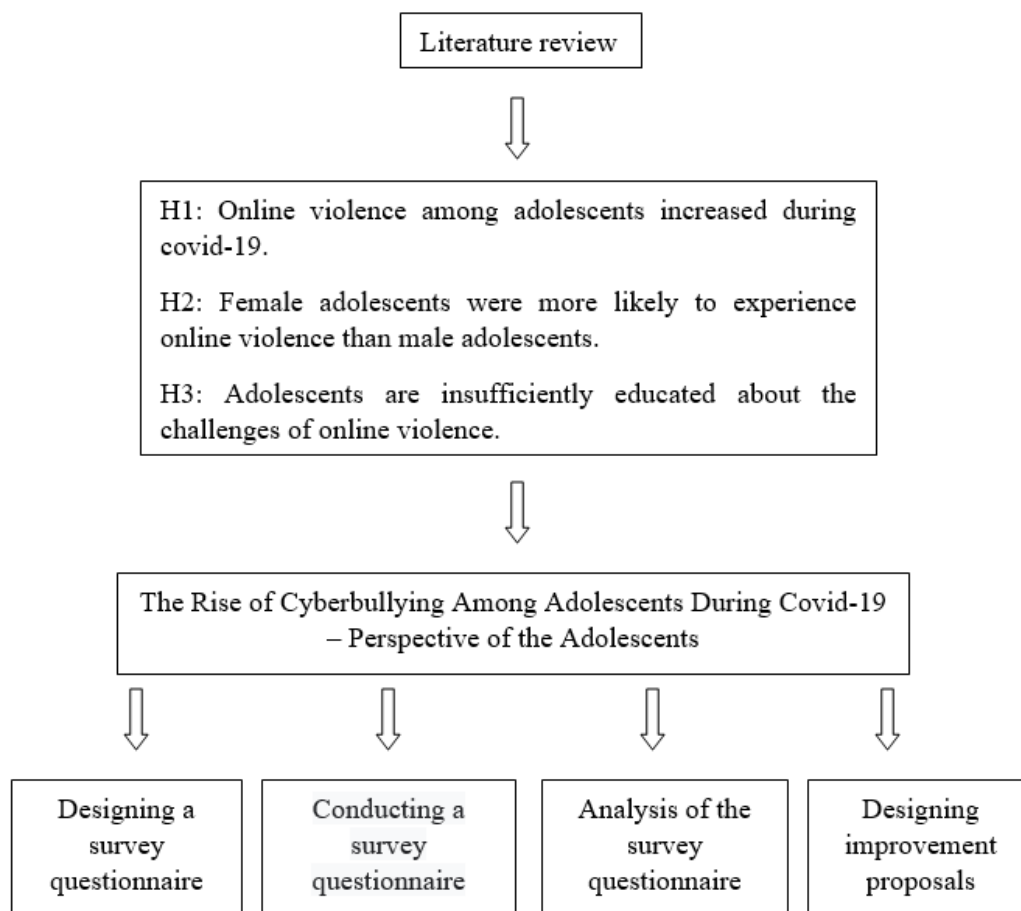 Literature review
H1: Online violence among adolescents increased during
covid-19.
H2: Female adolescents were more likely to experience
online violence than male adolescents.
H3: Adolescents are insufficiently educated about the
challenges of online violence.
The Rise of Cyberbullying Among Adolescents During Covid-19
– Perspective of the Adolescents
Designing a
survey
questionnaire
Conducting a
survey
questionnaire
Analysis of the
survey
questionnaire
Designing
improvement
proposals